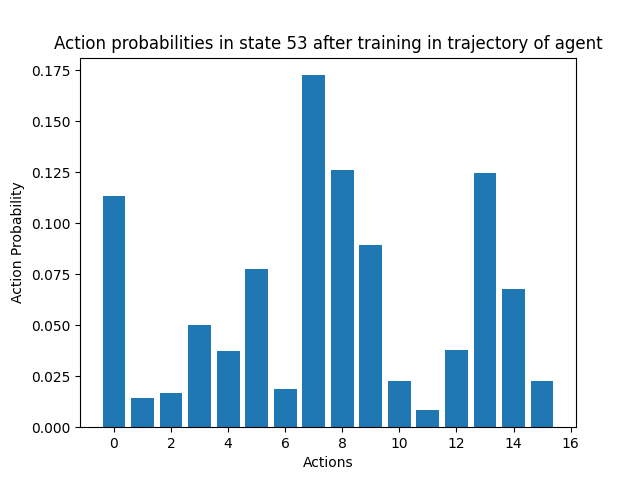 Action probabilities in state 53 after training in trajectory of agent
0.175
0.150
0.125
0.100
0.075
0.050
0.025
0.000
Action Probability
0 2 4 6 8 10 12 14 16
Actions